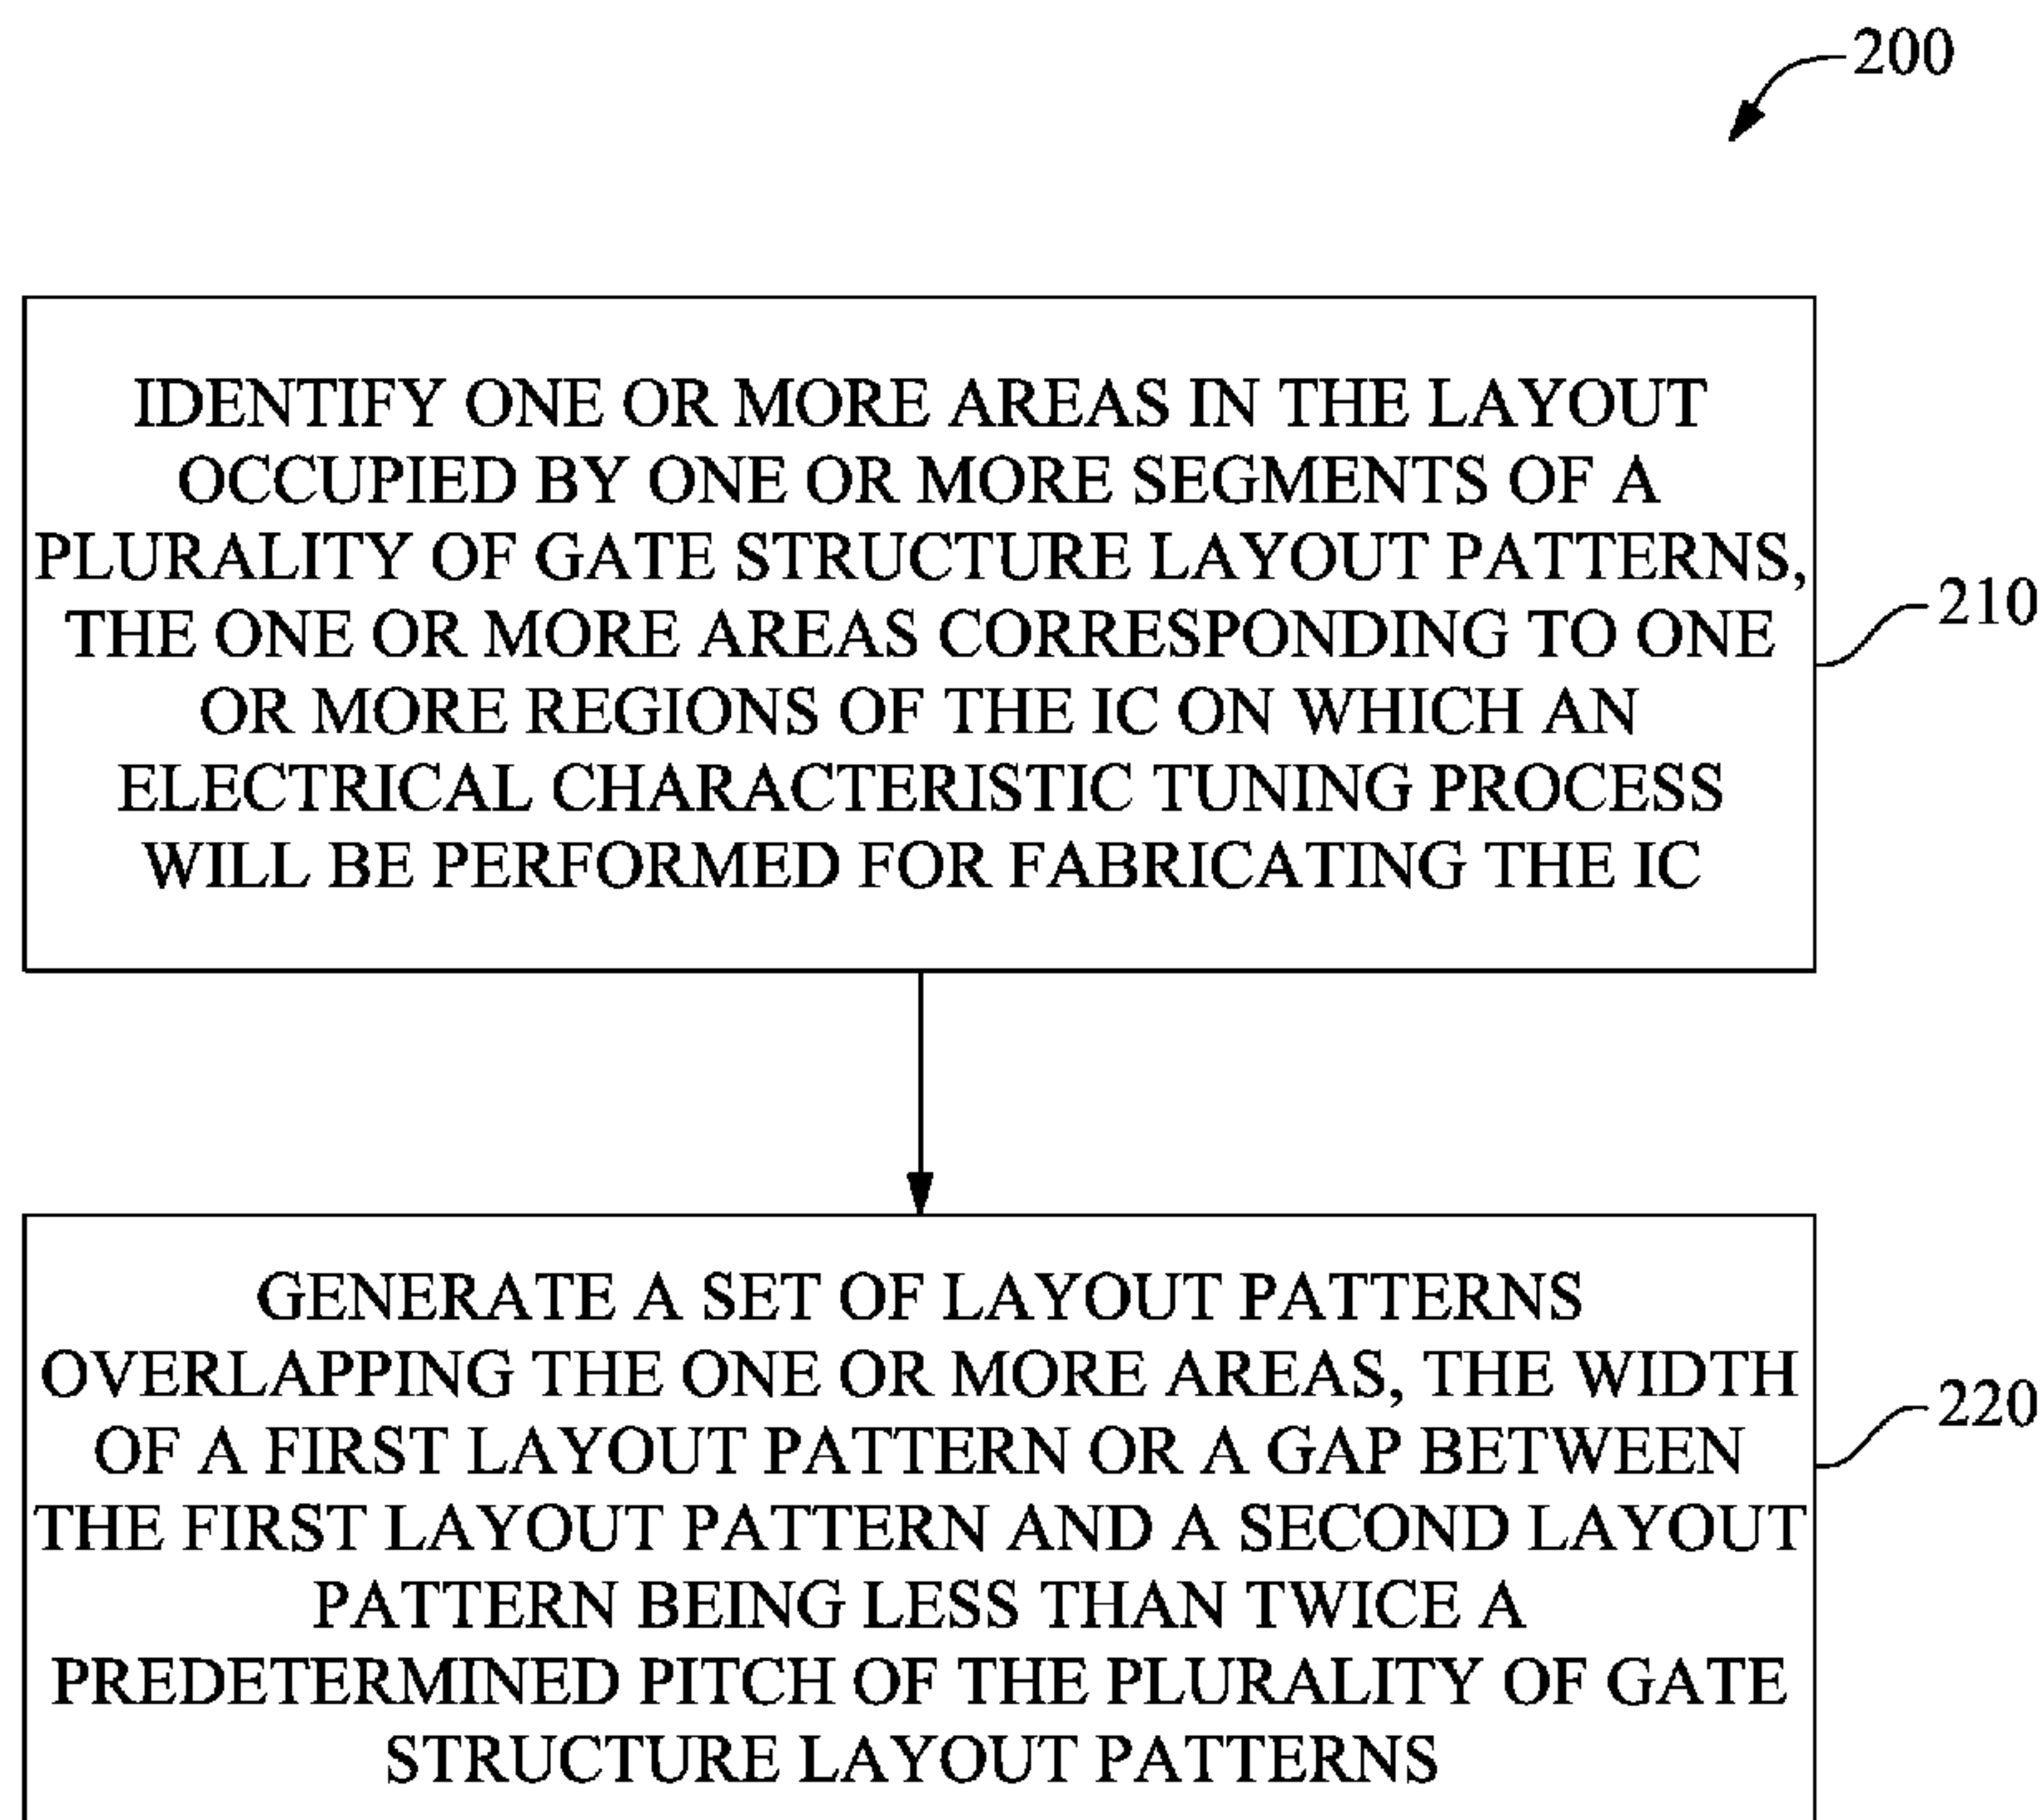 200
IDENTIFY ONE OR MORE AREAS IN THE LAYOUT
OCCUPIED BY ONE OR MORE SEGMENTS OF A
PLURALITY OF GATE STRUCTURE LAYOUT PATTERNS,
THE ONE OR MORE AREAS CORRESPONDING TO ONE
OR MORE REGIONS OF THE IC ON WHICH AN
ELECTRICAL CHARACTERISTIC TUNING PROCESS
WILL BE PERFORMED FOR FABRICATING THE IC
210
GENERATE A SET OF LAYOUT PATTERNS
OVERLAPPING THE ONE OR MORE AREAS, THE WIDTH
OF A FIRST LAYOUT PATTERN OR A GAP BETWEEN
THE FIRST LAYOUT PATTERN AND A SECOND LAYOUT
PATTERN BEING LESS THAN TWICE A
PREDETERMINED PITCH OF THE PLURALITY OF GATE
STRUCTURE LAYOUT PATTERNS
220